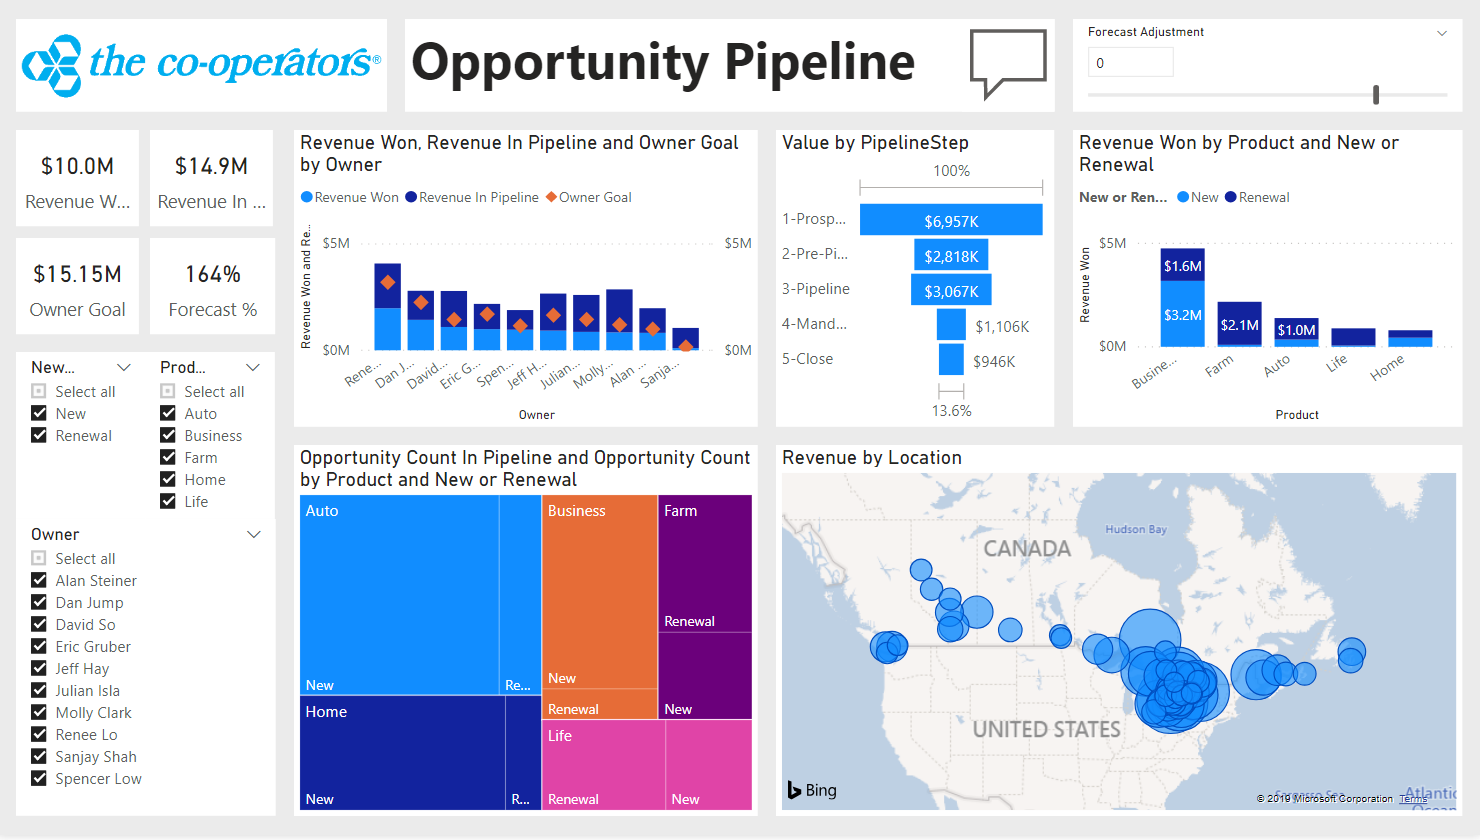 the co-operators®
Opportunity Pipeline
Forecast Adjustment
0
$10.0M
Revenue W...
$14.9M
Revenue In ...
$15.15M
Owner Goal
164%
Forecast %
New...
Select all
New
Renewal
Prod...
Select all
Auto
Business
Farm
Home
Life
Owner
Select all
Alan Steiner
Dan Jump
David So
Eric Gruber
Jeff Hay
Julian Isla
Molly Clark
Renee Lo
Sanjay Shah
Spencer Low
Revenue Won, Revenue In Pipeline and Owner Goal
by Owner
Revenue Won Revenue In Pipeline Owner Goal
Revenue Won and Re...
$5M $5M
$0M $0M
Rene... Dan J... David... Eric G... Spen... Jeff H... Julian... Molly... Alan ... Sanja...
Owner
Value by PipelineStep
100%
1-Prosp... $6,957K
2-Pre-Pi... $2,818K
3-Pipeline $3,067K
4-Mand... $1,106K
5-Close $946K
13.6%
Revenue Won by Product and New or
Renewal
New or Ren... New Renewal
Revenue Won
$5M
$0M
$1.6M
$3.2M
$2.1M
$1.0M
Busine... Farm Auto Life Home
Product
Opportunity Count In Pipeline and Opportunity Count
by Product and New or Renewal
Auto
New
Re...
Home
New
R...
Business
New
Renewal
Farm
Renewal
New
Life
Renewal
New
Revenue by Location
Hudson Bay
CANADA
UNITED STATES
Bing
Sargasso Sea
Atlantic
Ocean
© 2019 Microsoft Corporation Terms